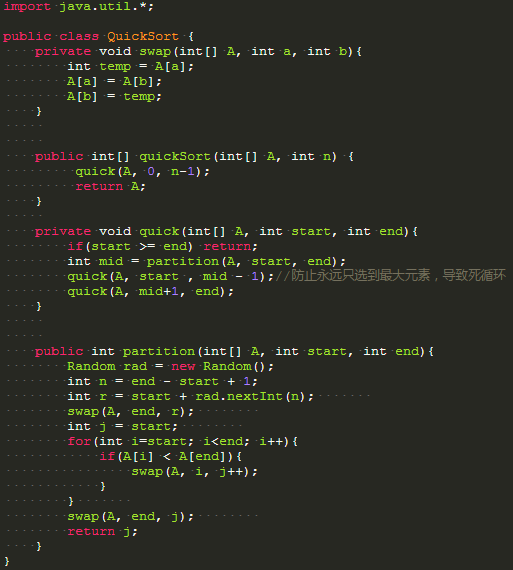 import java.util.*;
public class QuickSort {
private void swap(int[] A, int a, int b){
int temp = A[a];
A[a] = A[b];
A[b] = temp;
}
public int[] quickSort(int[] A, int n) {
quick(A, 0, n-1);
return A;
}
private void quick(int[] A, int start, int end){
if(start >= end) return;
int mid = partition(A, start, end);
quick(A, start , mid - 1);//防止永远只选到最大元素，导致死循环
quick(A, mid+1, end);
}
public int partition(int[] A, int start, int end){
Random rad = new Random();
int n = end - start + 1;
int r = start + rad.nextInt(n);
swap(A, end, r);
int j = start;
for(int i=start; i<end; i++){
if(A[i] < A[end]){
swap(A, i, j++);
}
}
swap(A, end, j);
return j;
}
}